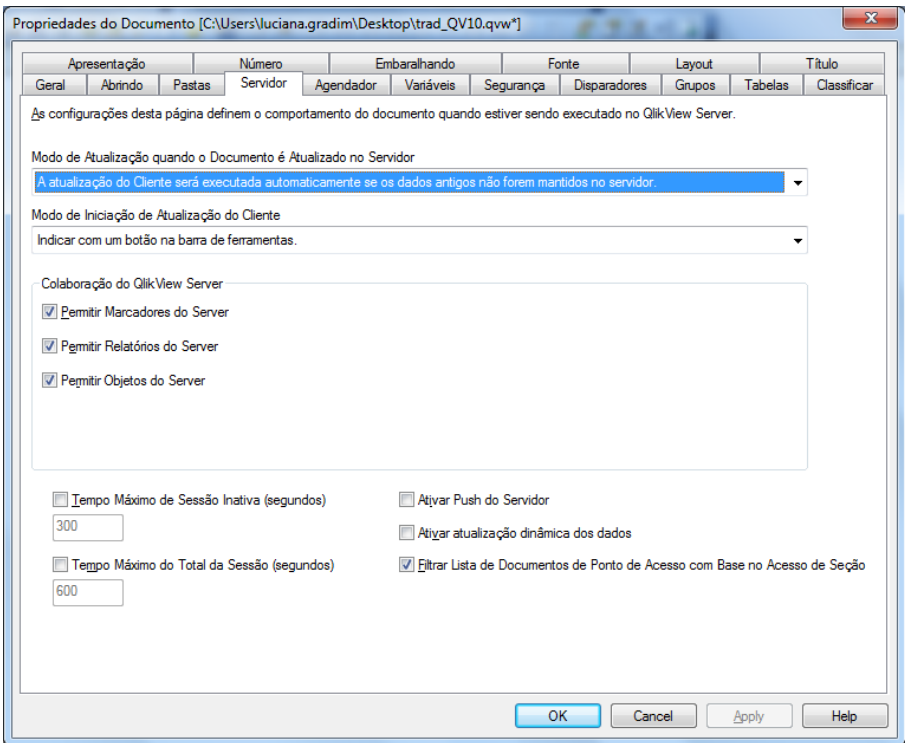 Propriedades do Documento [C:\Users\luciana.gradim\Desktop\trad_QV10.qvw*]
Apresentação Número Embaralhando Fonte Layout Título
Geral Abrindo Pastas Servidor Agendador Variáveis Segurança Disparadores Grupos Tabelas Classificar
As configurações desta página definem o comportamento do documento quando estiver sendo executado no QlikView Server.
Modo de Atualização quando o Documento é Atualizado no Servidor
A atualização do Cliente será executada automaticamente se os dados antigos não forem mantidos no servidor.
Modo de Iniciação de Atualização do Cliente
Indicar com um botão na barra de ferramentas.
Colaboração do QlikView Server
Permitir Marcadores do Server
Permitir Relatórios do Server
Permitir Objetos do Server
Tempo Máximo de Sessão Inativa (segundos)
300
Tempo Máximo do Total da Sessão (segundos)
600
Ativar Push do Servidor
Ativar atualização dinâmica dos dados
Filtrar Lista de Documentos de Ponto de Acesso com Base no Acesso de Seção
OK Cancel Apply Help